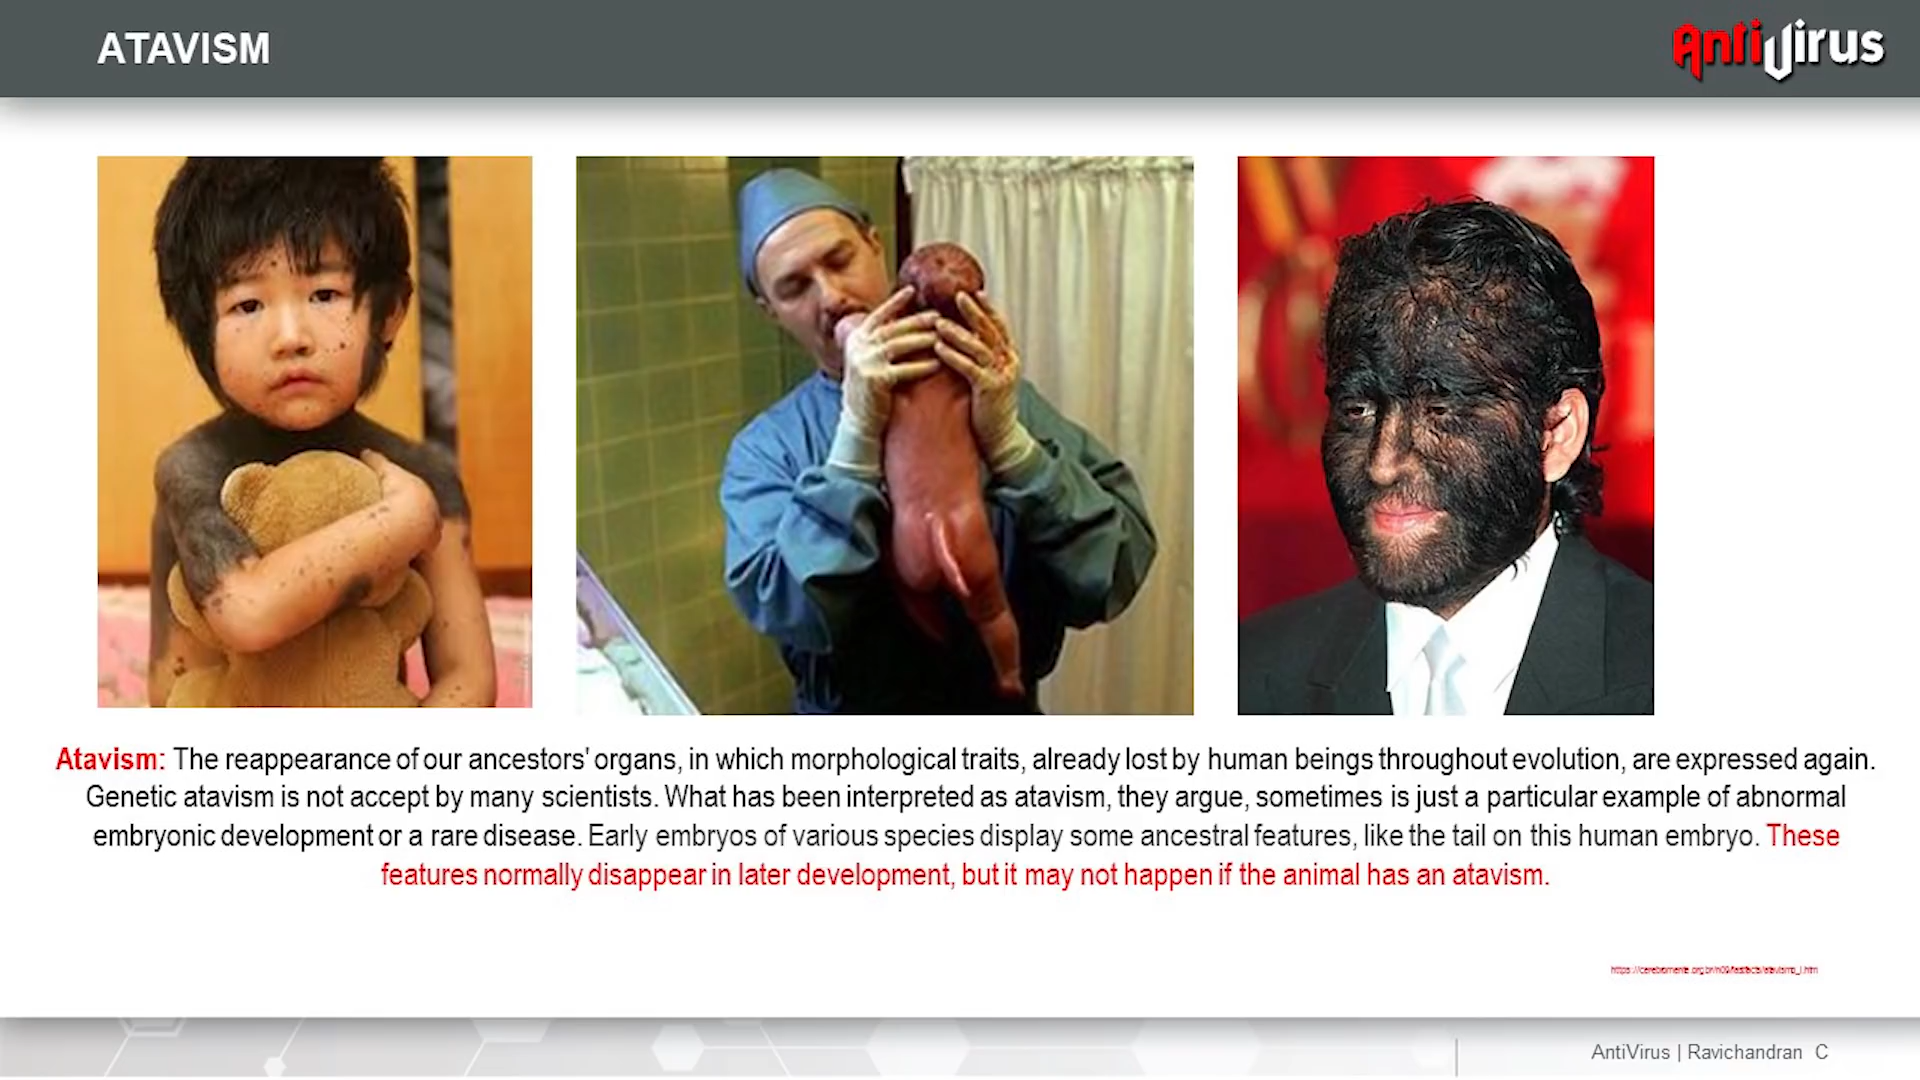 ATAVISM
AntiVirus
Atavism: The reappearance of our ancestors' organs, in which morphological traits, already lost by human beings throughout evolution, are expressed again.
Genetic atavism is not accept by many scientists. What has been interpreted as atavism, they argue, sometimes is just a particular example of abnormal
embryonic development or a rare disease. Early embryos of various species display some ancestral features, like the tail on this human embryo. These
features normally disappear in later development, but it may not happen if the animal has an atavism.
AntiVirus | Ravichandran C